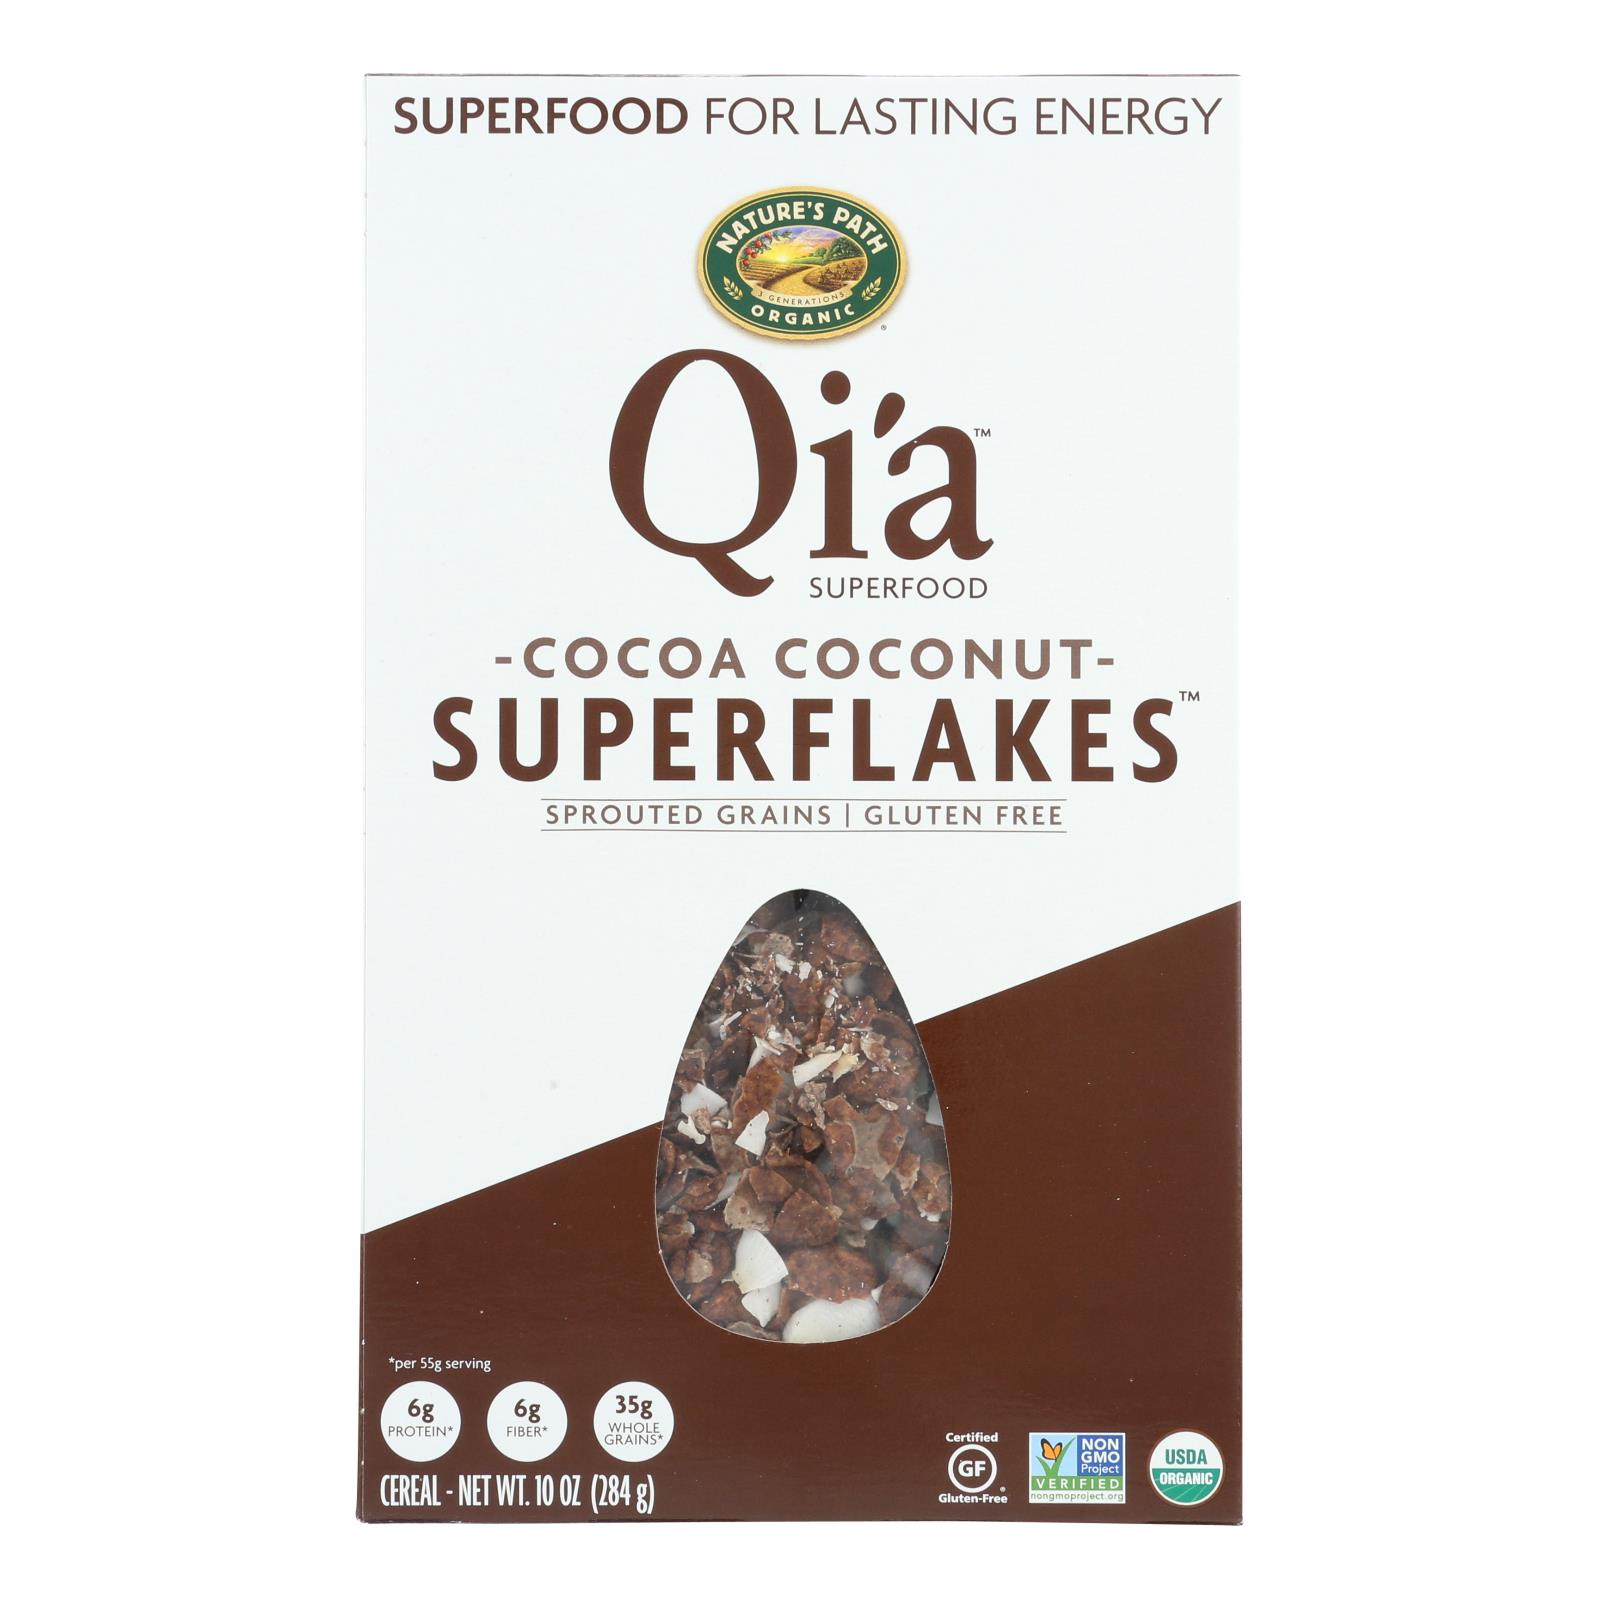 SUPERFOOD FOR LASTING ENERGY
NATURE'S PATH
3 GENERATIONS
ORGANIC
®
Qi'a™
SUPERFOOD
-COCOA COCONUT-
SUPERFLAKES™
SPROUTED GRAINS | GLUTEN FREE
*per 55g serving
6g
PROTEIN*
6g
FIBER*
35g
WHOLE
GRAINS*
CEREAL - NET WT. 10 OZ (284 g)
Certified
GF
®
Gluten-Free
NON
GMO
Project
VERIFIED
nongmoproject.org
USDA
ORGANIC